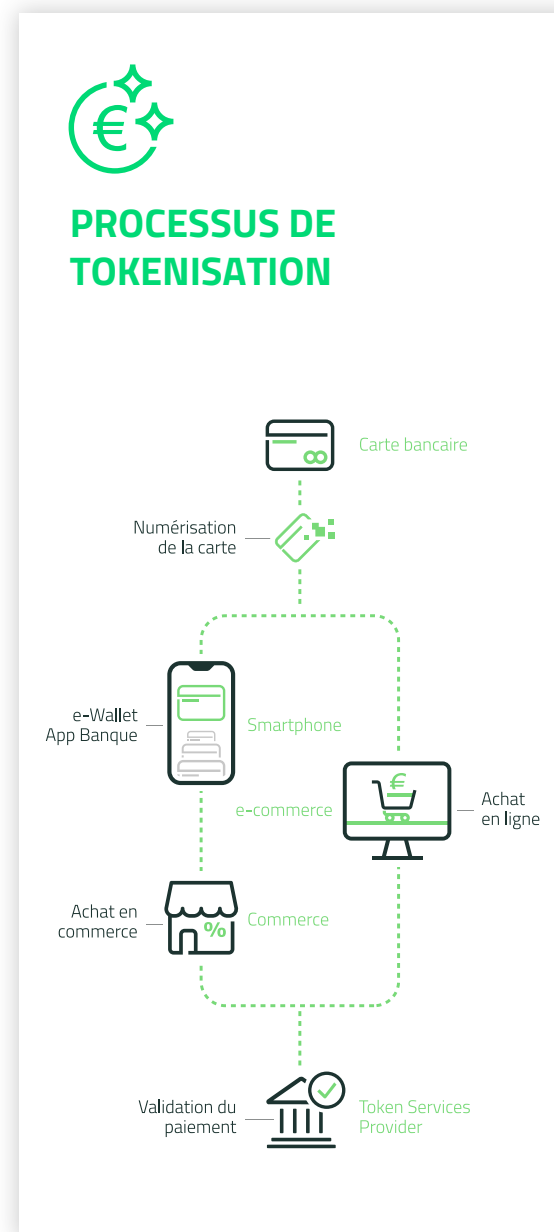 €
PROCESSUS DE
TOKENISATION
Carte bancaire
Numérisation
de la carte
e-Wallet
App Banque
Smartphone
€
e-commerce
Achat
en ligne
Achat en
commerce
%
Commerce
Validation du
paiement
Token Services
Provider